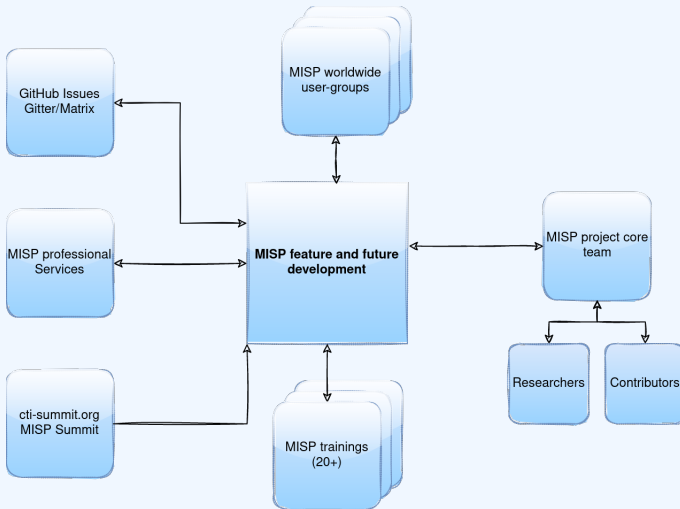 MISP worldwide
user-groups
GitHub Issues
Gitter/Matrix
MISP professional
Services
MISP feature and future
development
MISP project core
team
Researchers
Contributors
cti-summit.org
MISP Summit
MISP trainings
(20+)